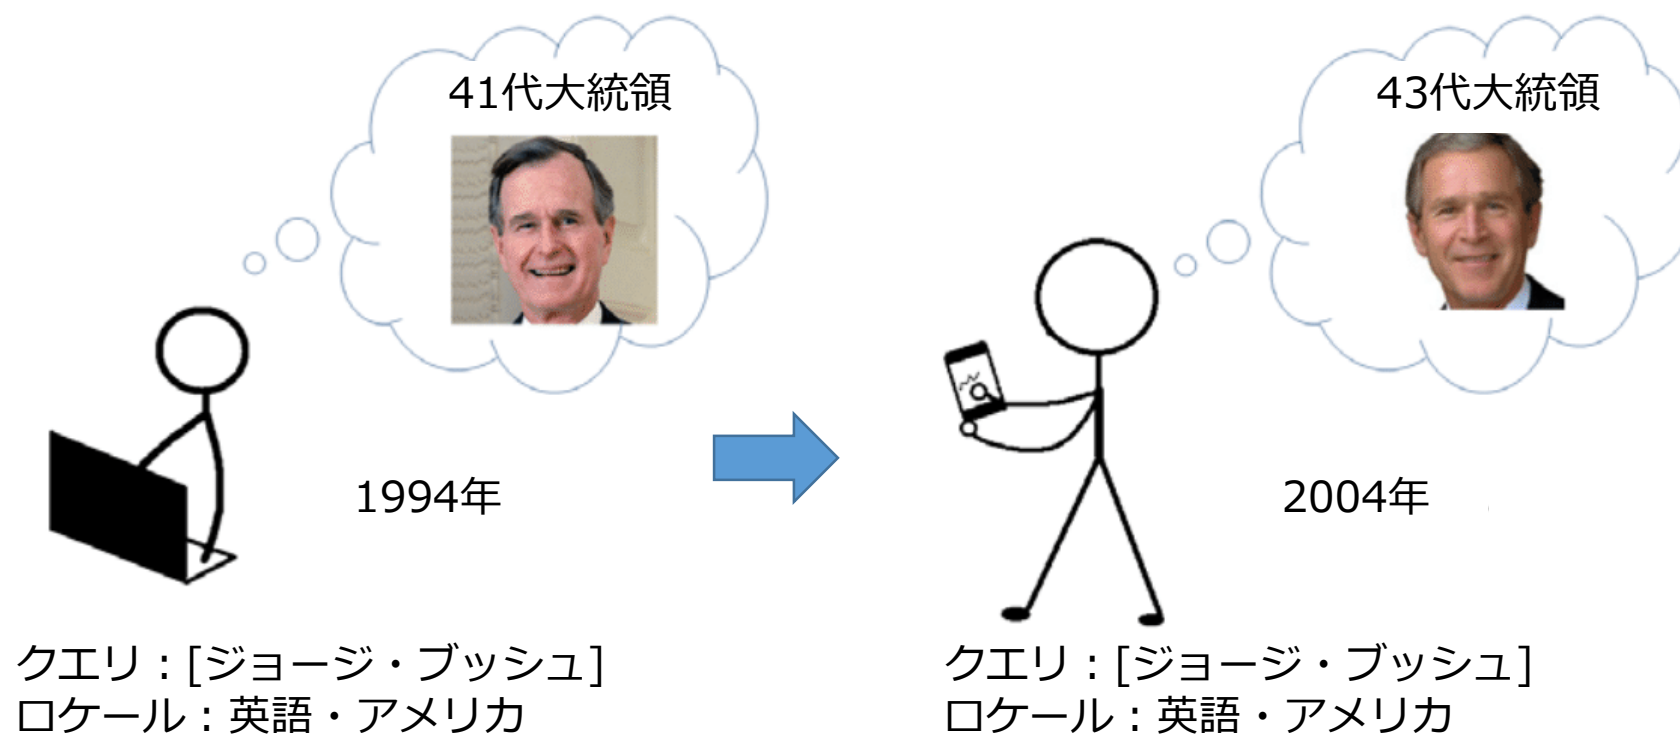 41代大統領
43代大統領
1994年
2004年
クエリ：[ジョージ・ブッシュ]
ロケール：英語・アメリカ
クエリ：[ジョージ・ブッシュ]
ロケール：英語・アメリカ